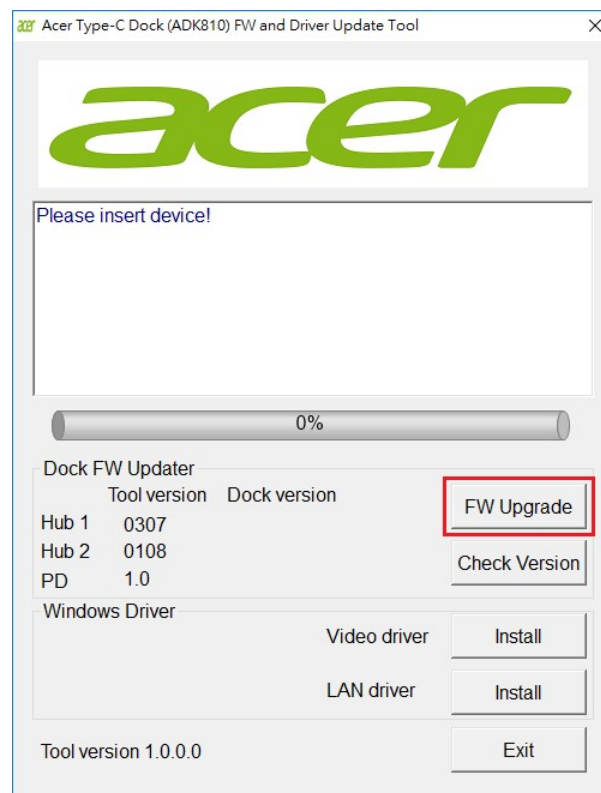 acer Acer Type-C Dock (ADK810) FW and Driver Update Tool
acer
Please insert device!
0%
Dock FW Updater
Tool version Dock version
Hub 1 0307
FW Upgrade
Hub 2 0108
Check Version
PD 1.0
Windows Driver
Video driver Install
LAN driver Install
Tool version 1.0.0.0 Exit